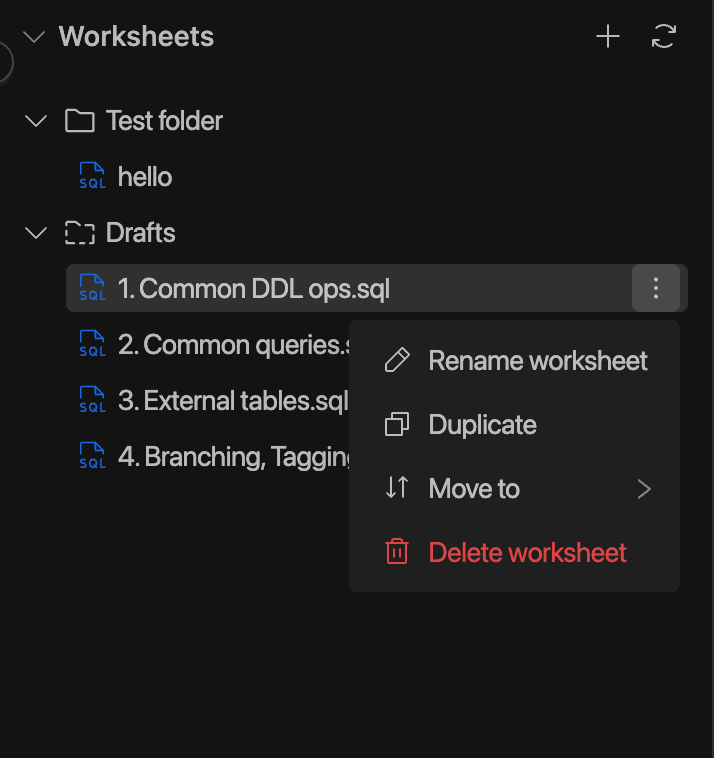 Worksheets
Test folder
SQL hello
Drafts
SQL 1. Common DDL ops.sql
SQL 2. Common queries.
Rename worksheet
SQL 3. External tables.sql
Duplicate
SQL 4. Branching,
Move to
Delete worksheet